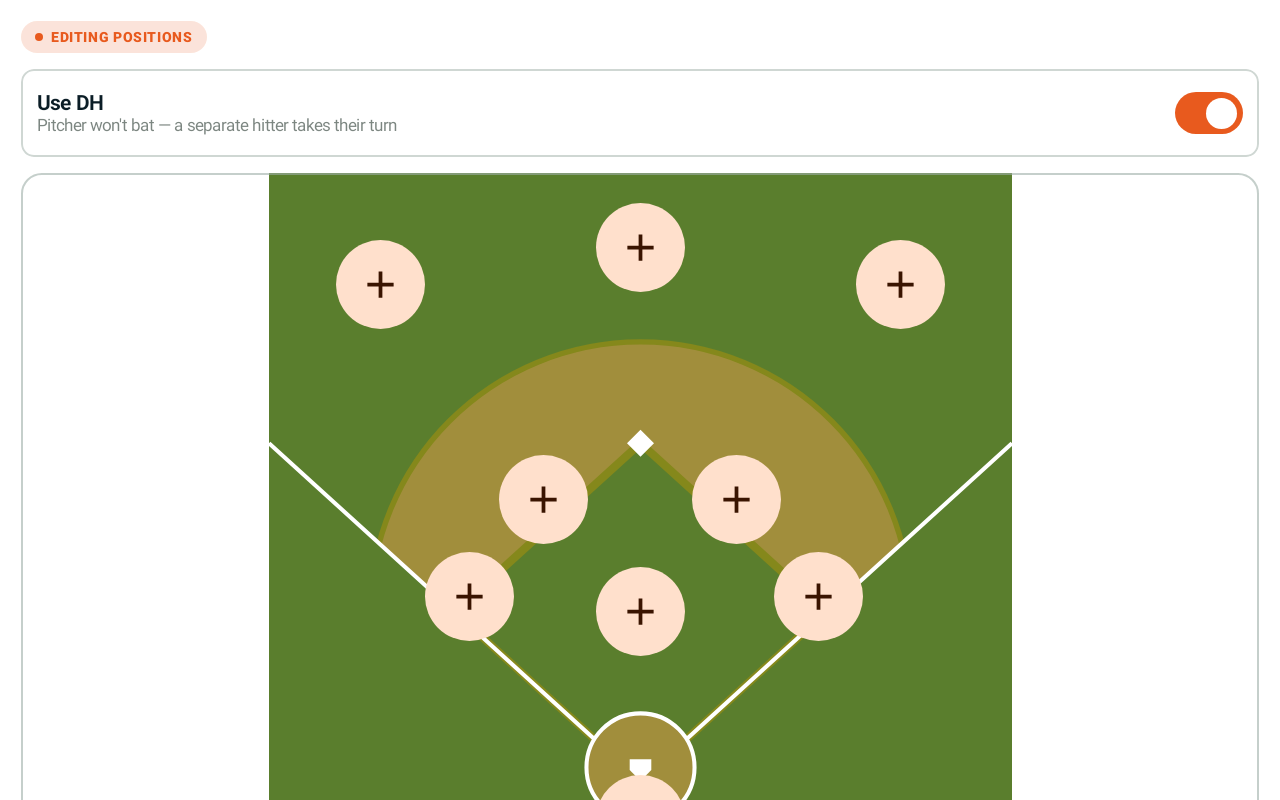 EDITING POSITIONS
Use DH
Pitcher won't bat — a separate hitter takes their turn